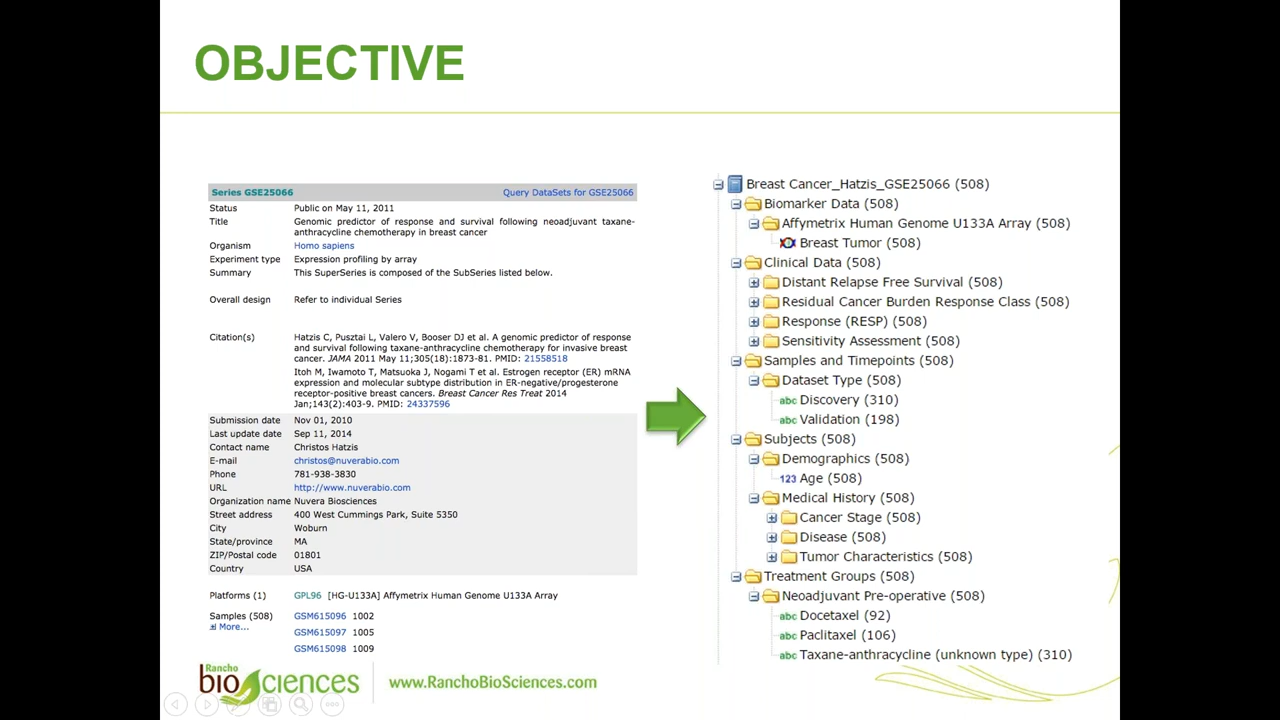 OBJECTIVE
Series GSE25066 Query DataSets for GSE25066
Status Public on May 11, 2011
Title Genomic predictor of response and survival following neoadjuvant taxane-
anthracycline chemotherapy in breast cancer
Organism Homo sapiens
Experiment type Expression profiling by array
Summary This SuperSeries is composed of the SubSeries listed below.
Overall design Refer to individual Series
Citation(s) Hatzis C, Pusztai L, Valero V, Booser DJ et al. A genomic predictor of response
and survival following taxane-anthracycline chemotherapy for invasive breast
cancer. JAMA 2011 May 11;305(18):1873-81. PMID: 21558518
Itoh M, Iwamoto T, Matsuoka J, Nogami T et al. Estrogen receptor (ER) mRNA
expression and molecular subtype distribution in ER-negative/progesterone
receptor-positive breast cancers. Breast Cancer Res Treat 2014
Jan;143(2):403-9. PMID: 24337596
Submission date Nov 01, 2010
Last update date Sep 11, 2014
Contact name Christos Hatzis
E-mail christos@nuverabio.com
Phone 781-938-3830
URL http://www.nuverabio.com
Organization name Nuvera Biosciences
Street address 400 West Cummings Park, Suite 5350
City Woburn
State/province MA
ZIP/Postal code 01801
Country USA
Platforms (1) GPL96 [HG-U133A] Affymetrix Human Genome U133A Array
Samples (508) GSM615096 1002
More... GSM615097 1005
GSM615098 1009
Breast Cancer_Hatzis_GSE25066 (508)
Biomarker Data (508)
Affymetrix Human Genome U133A Array (508)
Breast Tumor (508)
Clinical Data (508)
Distant Relapse Free Survival (508)
Residual Cancer Burden Response Class (508)
Response (RESP) (508)
Sensitivity Assessment (508)
Samples and Timepoints (508)
Dataset Type (508)
abc Discovery (310)
abc Validation (198)
Subjects (508)
Demographics (508)
123 Age (508)
Medical History (508)
Cancer Stage (508)
Disease (508)
Tumor Characteristics (508)
Treatment Groups (508)
Neoadjuvant Pre-operative (508)
abc Docetaxel (92)
abc Paclitaxel (106)
abc Taxane-anthracycline (unknown type) (310)
Rancho
biosciences
www.RanchoBioSciences.com